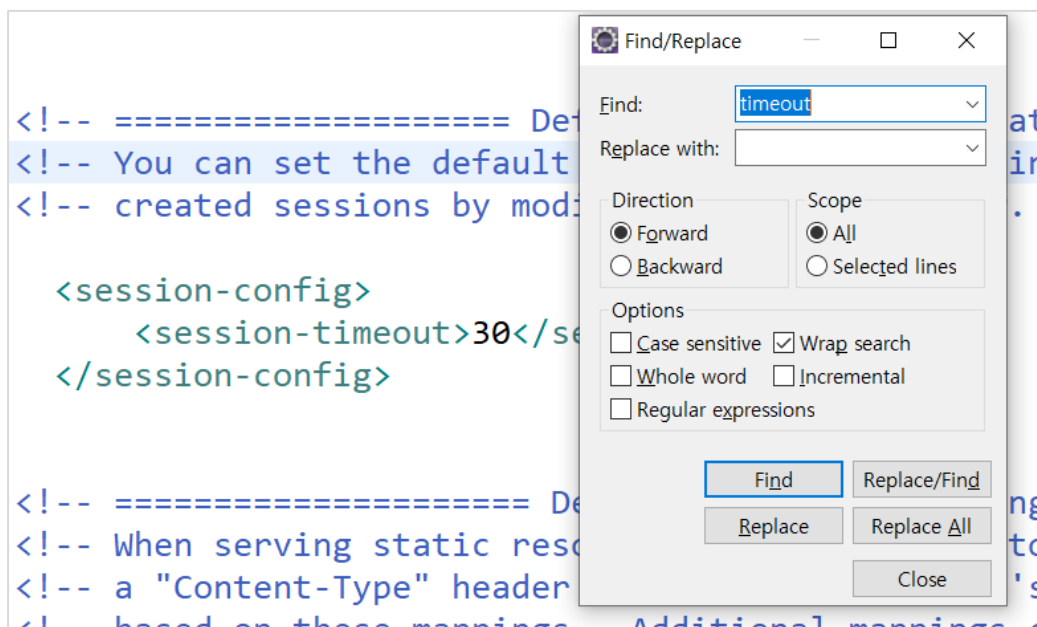 <!-- ==================== Def
<!-- You can set the default
<!-- created sessions by modi
<session-config>
<session-timeout>30</se
</session-config>
<!-- ===================== De
<!-- When serving static reso
<!-- a "Content-Type" header
Find/Replace
Find: timeout
Replace with:
Direction
Forward
Backward
Scope
All
Selected lines
Options
Case sensitive Wrap search
Whole word Incremental
Regular expressions
Find Replace/Find
Replace Replace All
Close